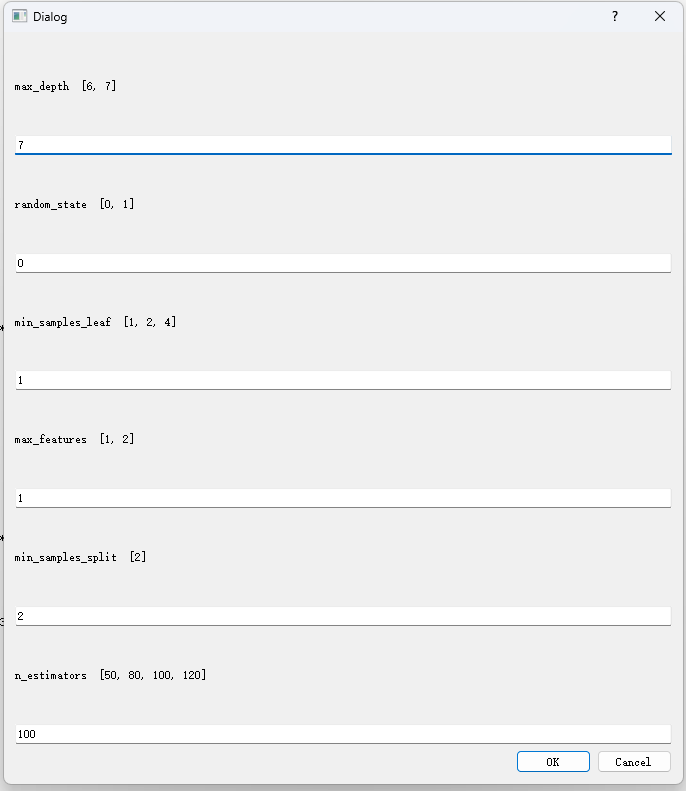 Dialog
?
max_depth [6, 7]
7
random_state [0, 1]
0
min_samples_leaf [1, 2, 4]
1
max_features [1, 2]
1
min_samples_split [2]
2
n_estimators [50, 80, 100, 120]
100
OK
Cancel